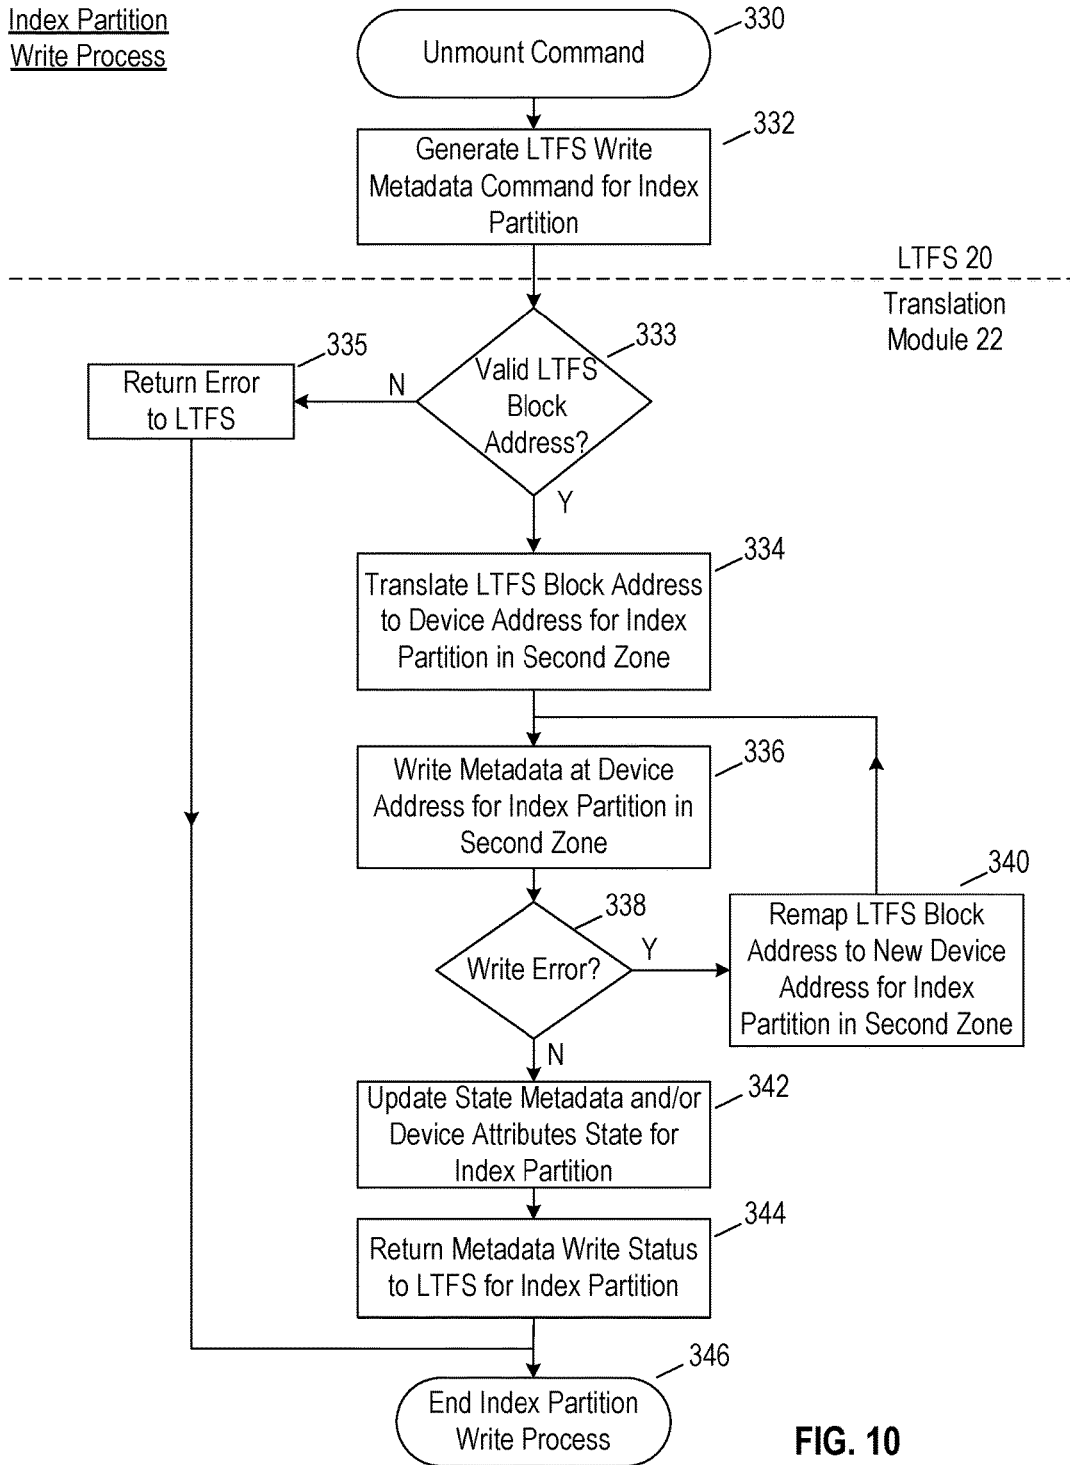 Index Partition
Write Process
330
Unmount Command
332
Generate LTFS Write
Metadata Command for Index
Partition
LTFS 20
Translation
Module 22
333
Valid LTFS
Block
Address?
N
Y
335
Return Error
to LTFS
334
Translate LTFS Block Address
to Device Address for Index
Partition in Second Zone
336
Write Metadata at Device
Address for Index Partition in
Second Zone
338
Write Error?
Y
N
340
Remap LTFS Block
Address to New Device
Address for Index
Partition in Second Zone
342
Update State Metadata and/or
Device Attributes State for
Index Partition
344
Return Metadata Write Status
to LTFS for Index Partition
346
End Index Partition
Write Process
FIG. 10